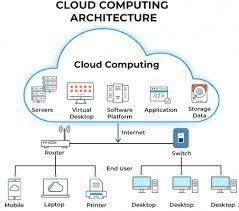 CLOUD COMPUTING
ARCHITECTURE
Cloud Computing
Servers
Virtual
Desktop
Software
Platform
Application
Storage
Data
Internet
Router
Switch
End User
Mobile
Laptop
Printer
Desktop
Desktop
Desktop